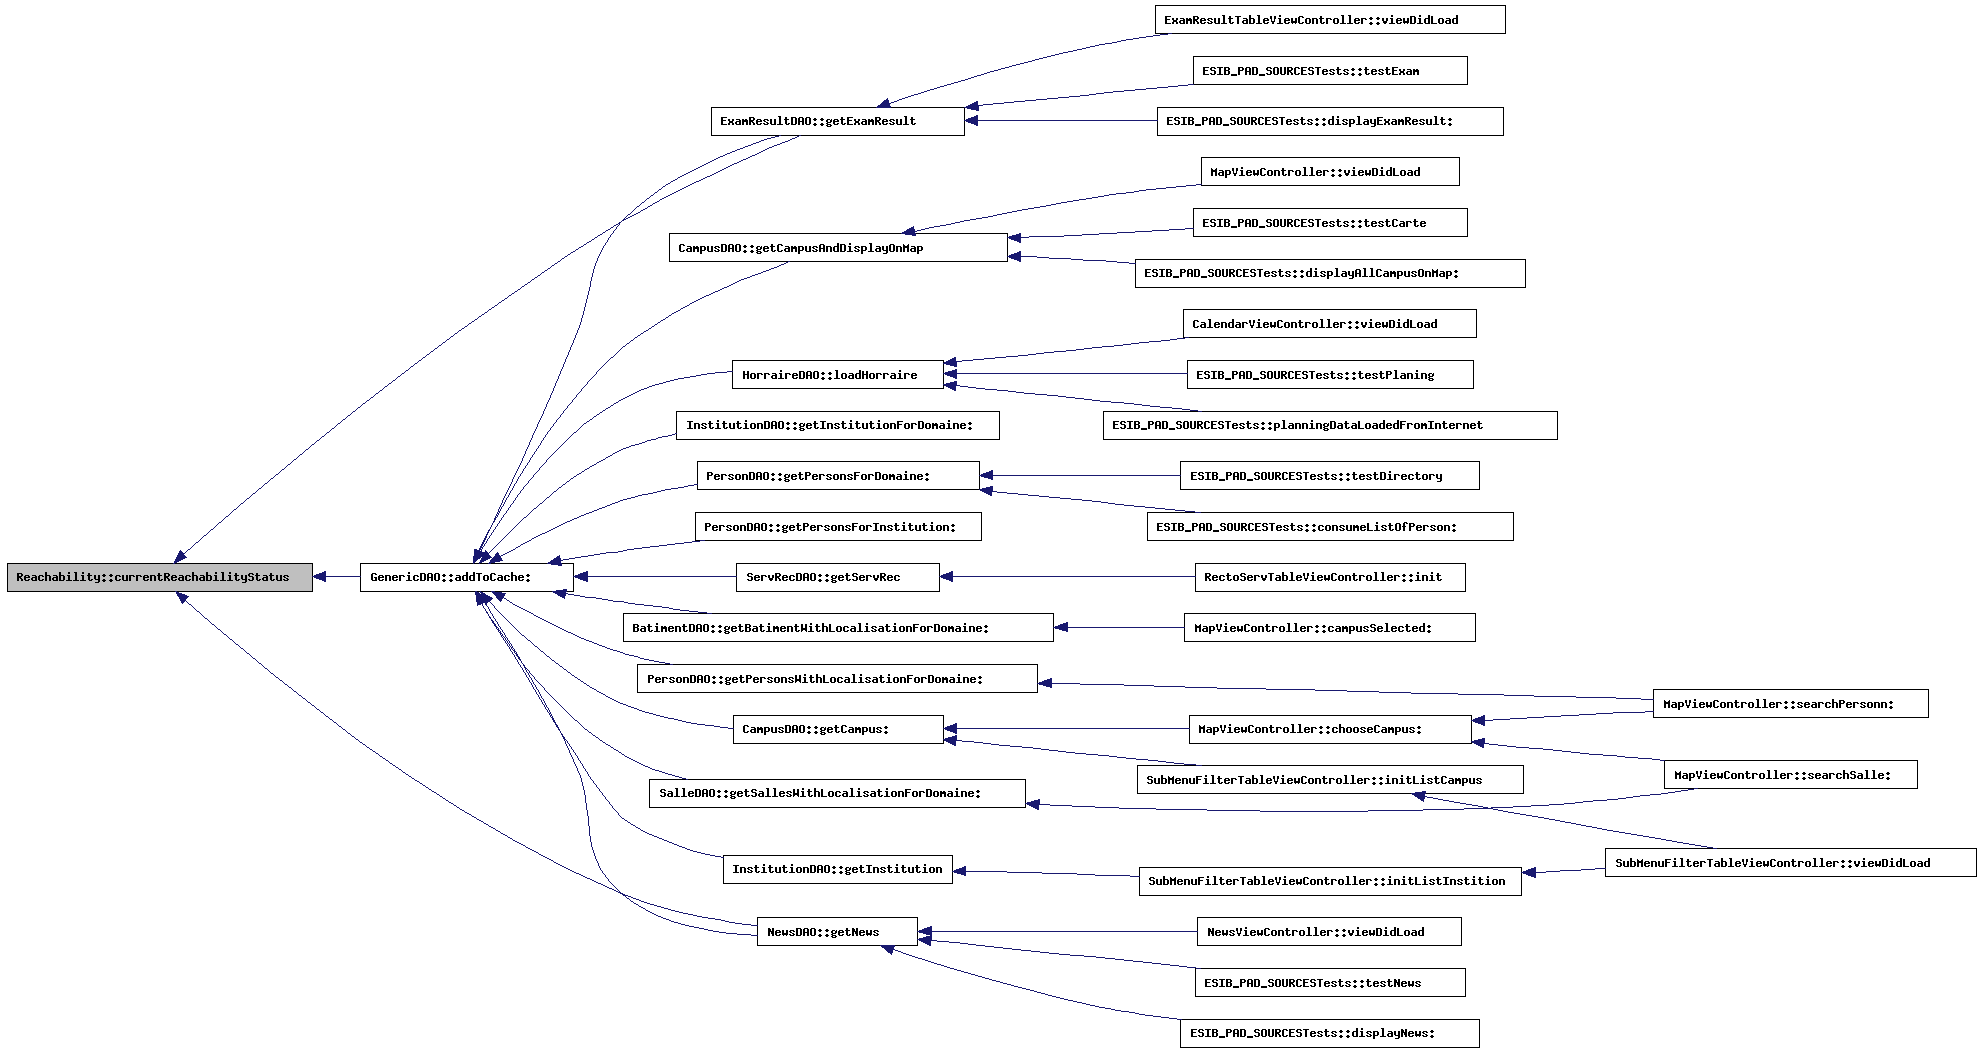 ExamResultTableViewController::viewDidLoad
ESIB_PAD_SOURCESTests::testExam
ExamResultDAO::getExamResult
ESIB_PAD_SOURCESTests::displayExamResult:
MapViewController::viewDidLoad
ESIB_PAD_SOURCESTests::testCarte
CampusDAO::getCampusAndDisplayOnMap
ESIB_PAD_SOURCESTests::displayAllCampusOnMap:
CalendarViewController::viewDidLoad
HorraireDAO::loadHorraire
ESIB_PAD_SOURCESTests::testPlaning
InstitutionDAO::getInstitutionForDomaine:
ESIB_PAD_SOURCESTests::planningDataLoadedFromInternet
PersonDAO::getPersonsForDomaine:
ESIB_PAD_SOURCESTests::testDirectory
PersonDAO::getPersonsForInstitution:
ESIB_PAD_SOURCESTests::consumeListOfPerson:
Reachability::currentReachabilityStatus
GenericDAO::addToCache:
ServRecDAO::getServRec
RectoServTableViewController::init
BatimentDAO::getBatimentWithLocalisationForDomaine:
MapViewController::campusSelected:
PersonDAO::getPersonsWithLocalisationForDomaine:
MapViewController::searchPersonn:
CampusDAO::getCampus:
MapViewController::chooseCampus:
MapViewController::searchSalle:
SubMenuFilterTableViewController::initListCampus
SalleDAO::getSallesWithLocalisationForDomaine:
SubMenuFilterTableViewController::viewDidLoad
InstitutionDAO::getInstitution
SubMenuFilterTableViewController::initListInstition
NewsDAO::getNews
NewsViewController::viewDidLoad
ESIB_PAD_SOURCESTests::testNews
ESIB_PAD_SOURCESTests::displayNews: